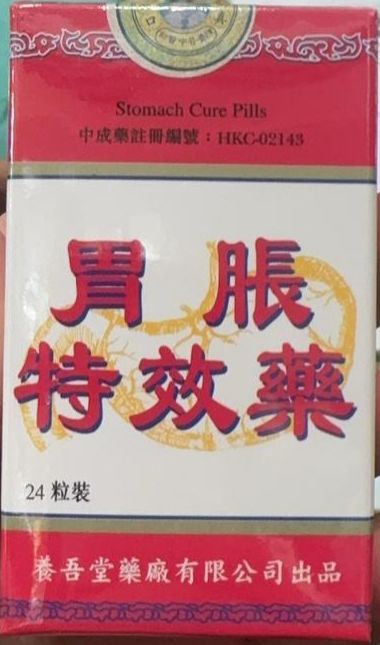 Stomach Cure Pills
中成藥註冊編號：HKC-02143
胃脹
特效藥
24 粒裝
養吾堂藥廠有限公司出品